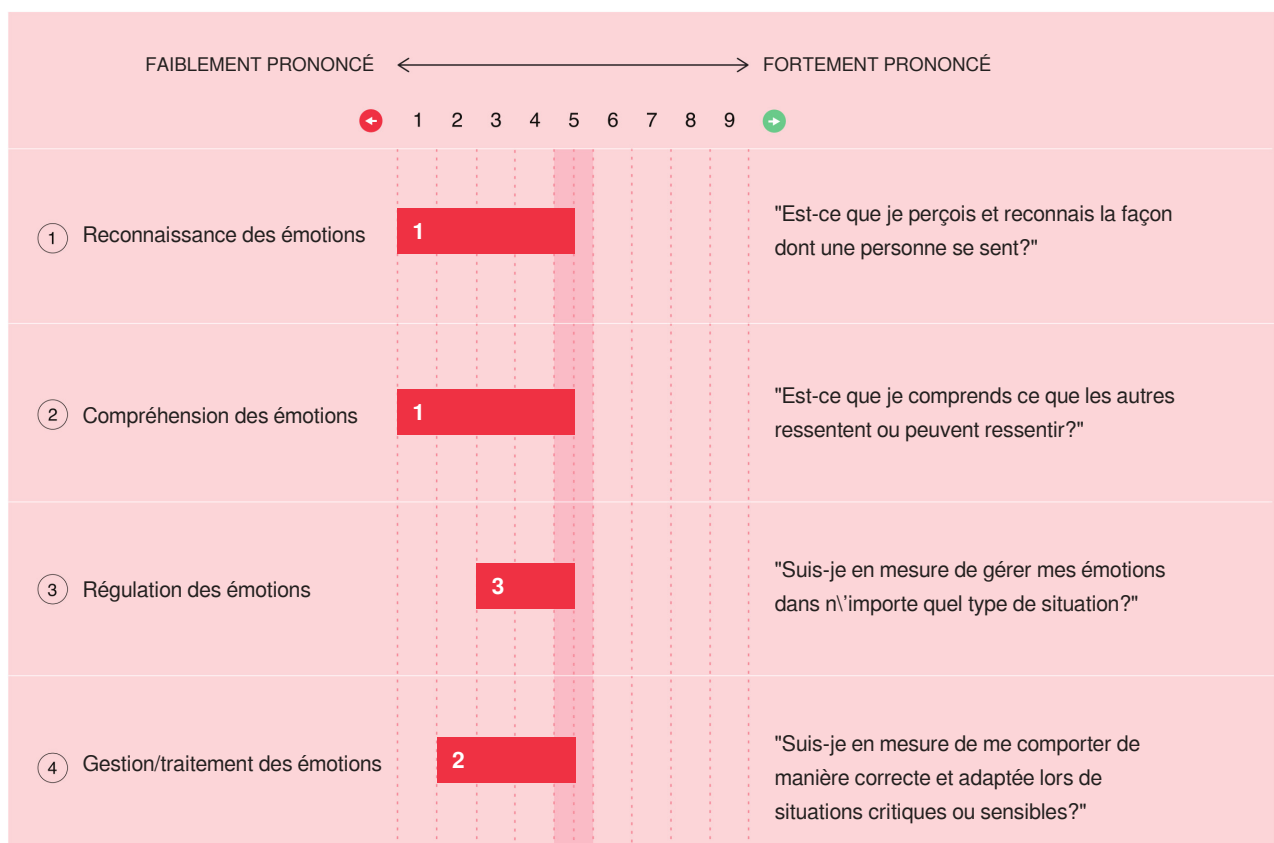 FAIBLEMENT PRONONCÉ FORTEMENT PRONONCÉ
1 2 3 4 5 6 7 8 9
1 Reconnaissance des émotions 1 "Est-ce que je perçois et reconnais la façon
dont une personne se sent?"
2 Compréhension des émotions 1 "Est-ce que je comprends ce que les autres
ressentent ou peuvent ressentir?"
3 Régulation des émotions 3 "Suis-je en mesure de gérer mes émotions
dans n\'importe quel type de situation?"
4 Gestion/traitement des émotions 2 "Suis-je en mesure de me comporter de
manière correcte et adaptée lors de
situations critiques ou sensibles?"